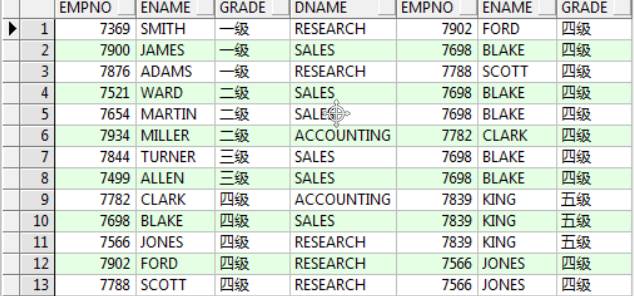 EMPNO ENAME GRADE DNAME EMPNO ENAME GRADE
1 7369 SMITH 一级 RESEARCH 7902 FORD 四级
2 7900 JAMES 一级 SALES 7698 BLAKE 四级
3 7876 ADAMS 一级 RESEARCH 7788 SCOTT 四级
4 7521 WARD 二级 SALES 7698 BLAKE 四级
5 7654 MARTIN 二级 SALES 7698 BLAKE 四级
6 7934 MILLER 二级 ACCOUNTING 7782 CLARK 四级
7 7844 TURNER 三级 SALES 7698 BLAKE 四级
8 7499 ALLEN 三级 SALES 7698 BLAKE 四级
9 7782 CLARK 四级 ACCOUNTING 7839 KING 五级
10 7698 BLAKE 四级 SALES 7839 KING 五级
11 7566 JONES 四级 RESEARCH 7839 KING 五级
12 7902 FORD 四级 RESEARCH 7566 JONES 四级
13 7788 SCOTT 四级 RESEARCH 7566 JONES 四级